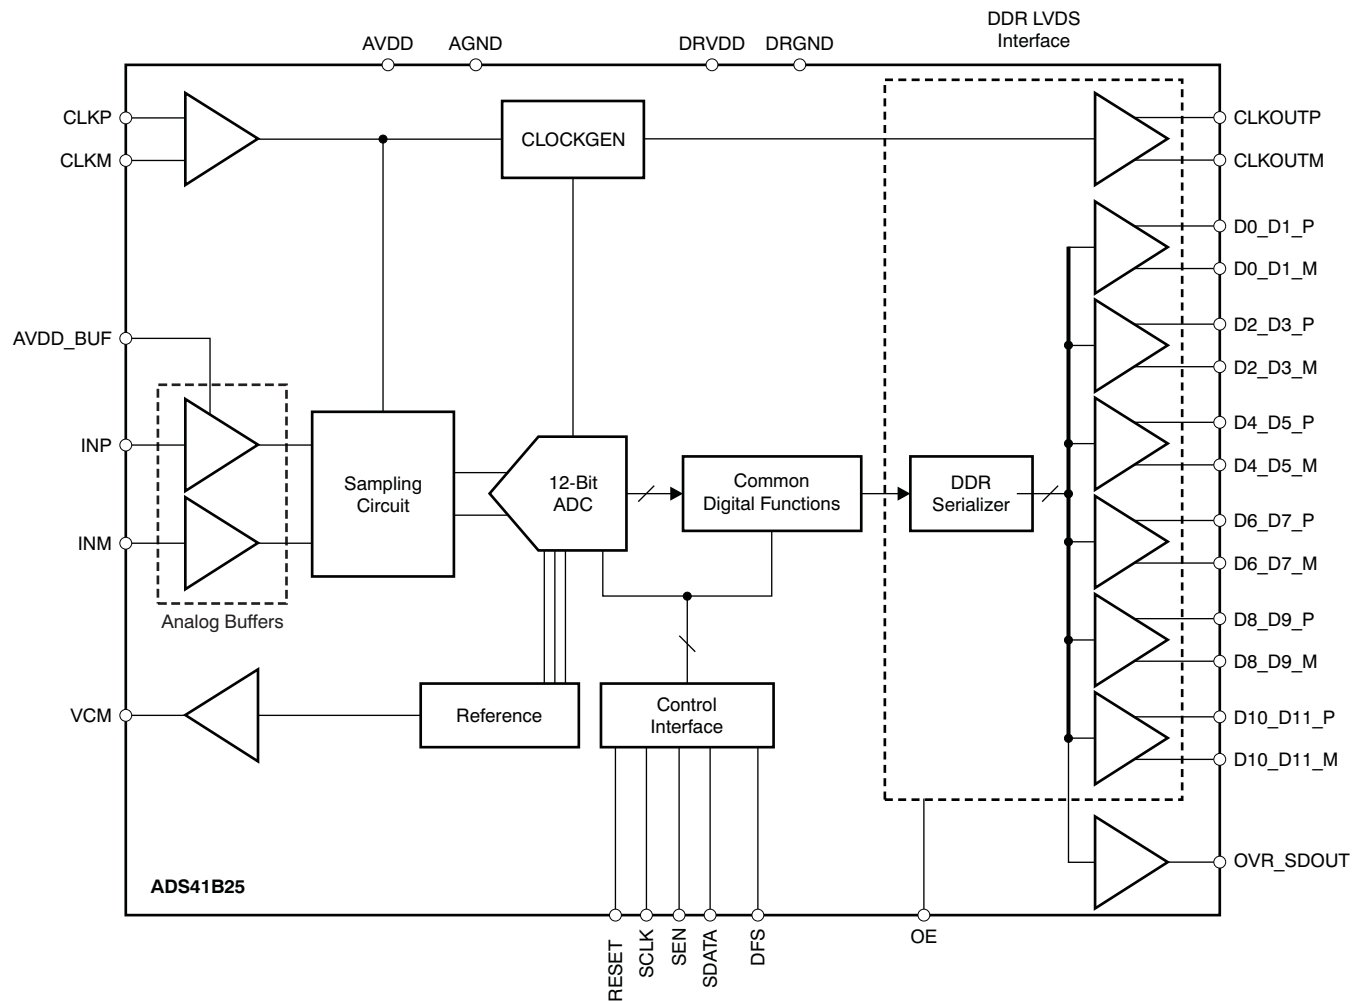 DDR LVDS
Interface
AVDD
AGND
DRVDD
DRGND
CLKP
CLKM
CLOCKGEN
CLKOUTP
CLKOUTM
D0_D1_P
D0_D1_M
D2_D3_P
D2_D3_M
AVDD_BUF
INP
INM
Analog Buffers
Sampling
Circuit
12-Bit
ADC
Common
Digital Functions
DDR
Serializer
D4_D5_P
D4_D5_M
D6_D7_P
D6_D7_M
D8_D9_P
D8_D9_M
VCM
Reference
Control
Interface
D10_D11_P
D10_D11_M
OVR_SDOUT
ADS41B25
RESET
SCLK
SEN
SDATA
DFS
OE